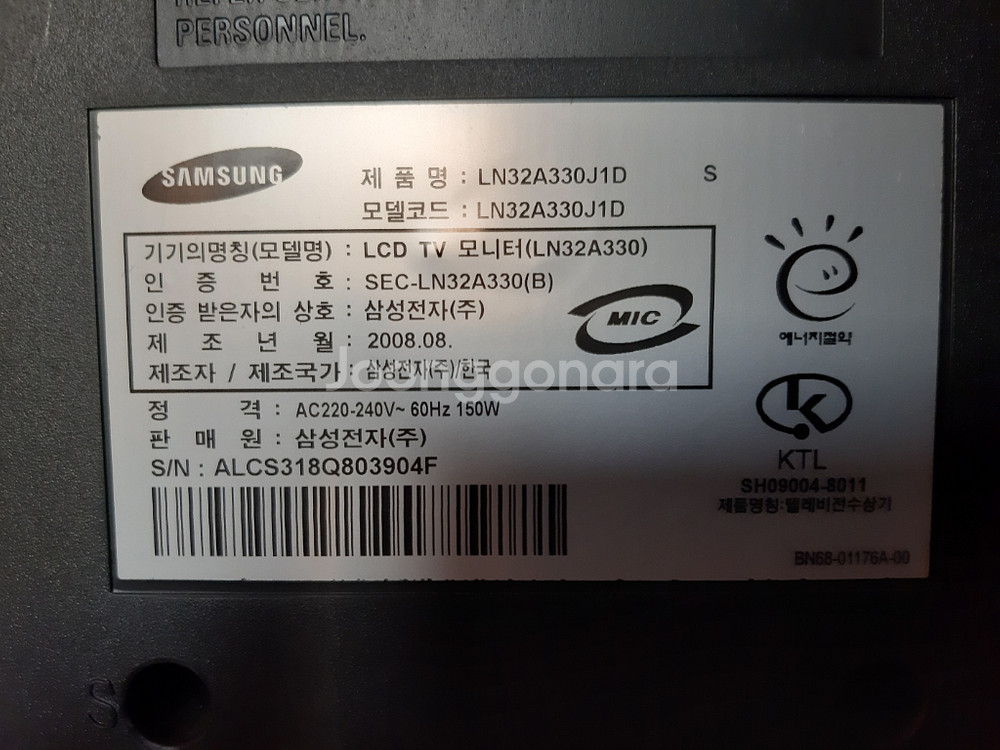 PERSONNEL.
SAMSUNG
제 품 명 : LN32A330J1D S
모델코드 : LN32A330J1D
기기의명칭(모델명) : LCD TV 모니터(LN32A330)
인 증 번 호 : SEC-LN32A330(B)
인증 받은자의 상호 : 삼성전자(주)
제 조 년 월 : 2008.08.
제조자 / 제조국가 : 삼성전자(주)/한국
MIC
정 격 : AC220-240V~ 60Hz 150W
판 매 원 : 삼성전자(주)
S/N : ALCS318Q803904F
에너지절약
KTL
SH09004-8011
제품명칭:텔레비전수상기
BN68-01176A-00
Joonggonara
S